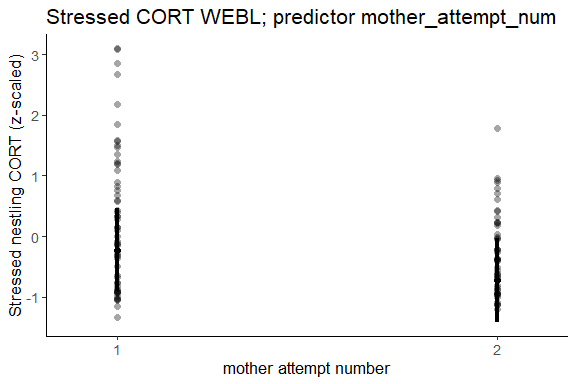 Stressed CORT WEBL; predictor mother_attempt_num
Stressed nestling CORT (z-scaled)
3
2
1
0
-1
1
2
mother attempt number